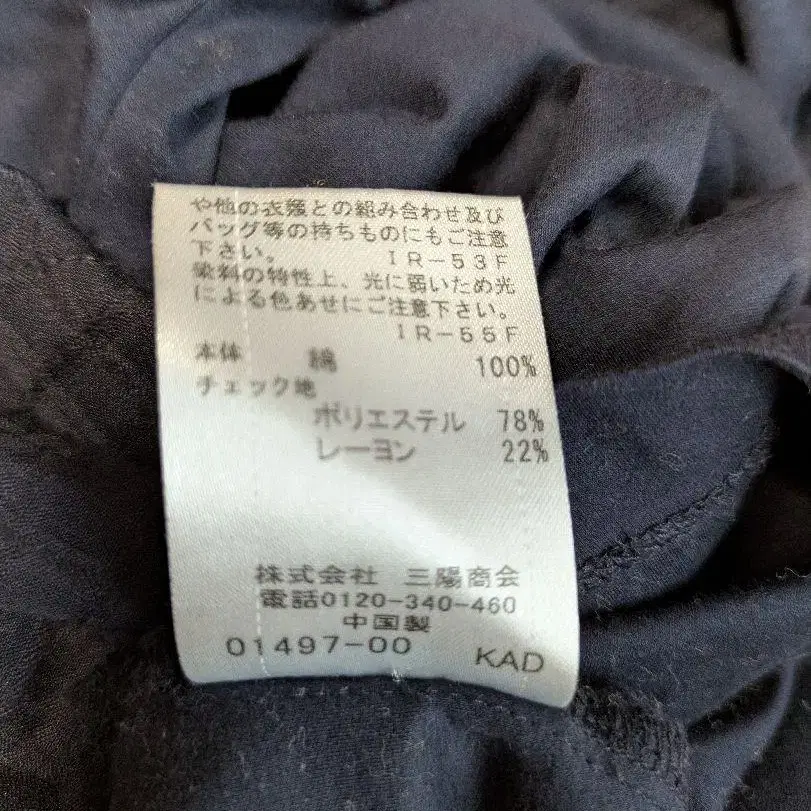 や他の衣類との組み合わせ及び
バッグ等の持ちものにもご注意
下さい。 IR-53F
染料の特性上、光に弱いため光
による色あせにご注意下さい。
IR-55F
本体 綿 100%
チェック地
ポリエステル 78%
レーヨン 22%
株式会社 三陽商会
電話0120-340-460
中国製
01497-00 KAD